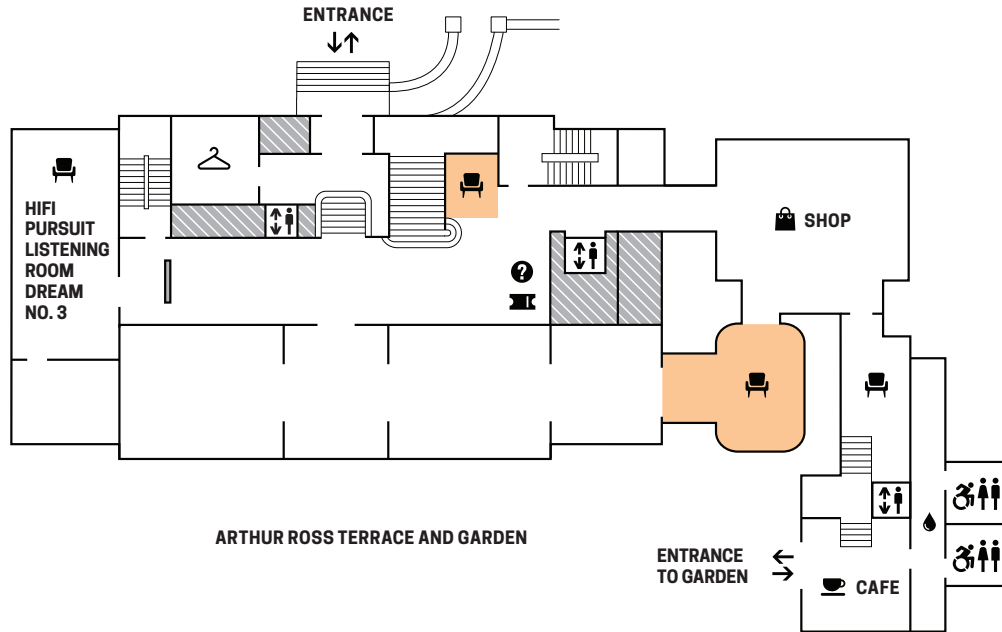 ENTRANCE
HIFI
PURSUIT
LISTENING
ROOM
DREAM
NO. 3
?
SHOP
ARTHUR ROSS TERRACE AND GARDEN
ENTRANCE
TO GARDEN
CAFE